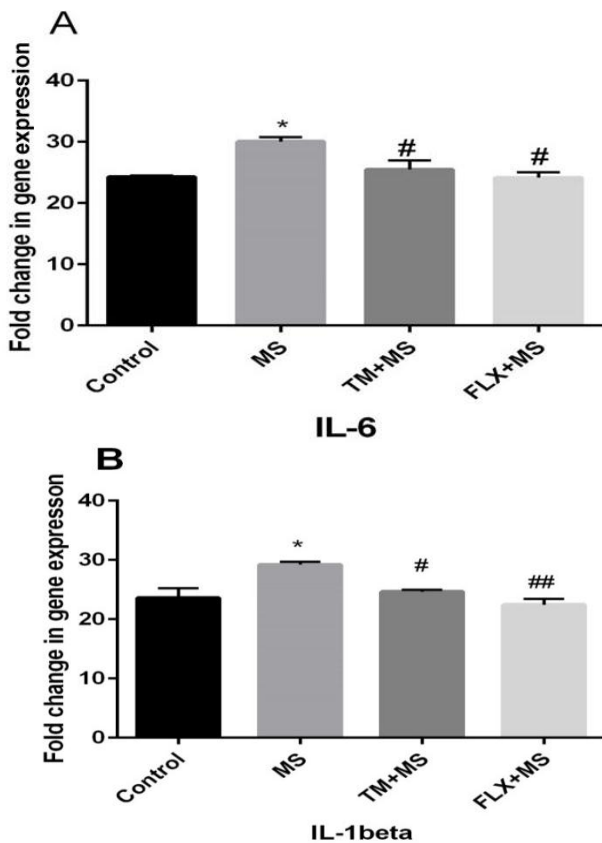 A
Fold change in gene expression
40
30
20
10
0
*
#
#
Control
MS
TM+MS
FLX+MS
IL-6
B
Fold change in gene expresson
40
30
20
10
0
*
#
##
Control
MS
TM+MS
FLX+MS
IL-1beta